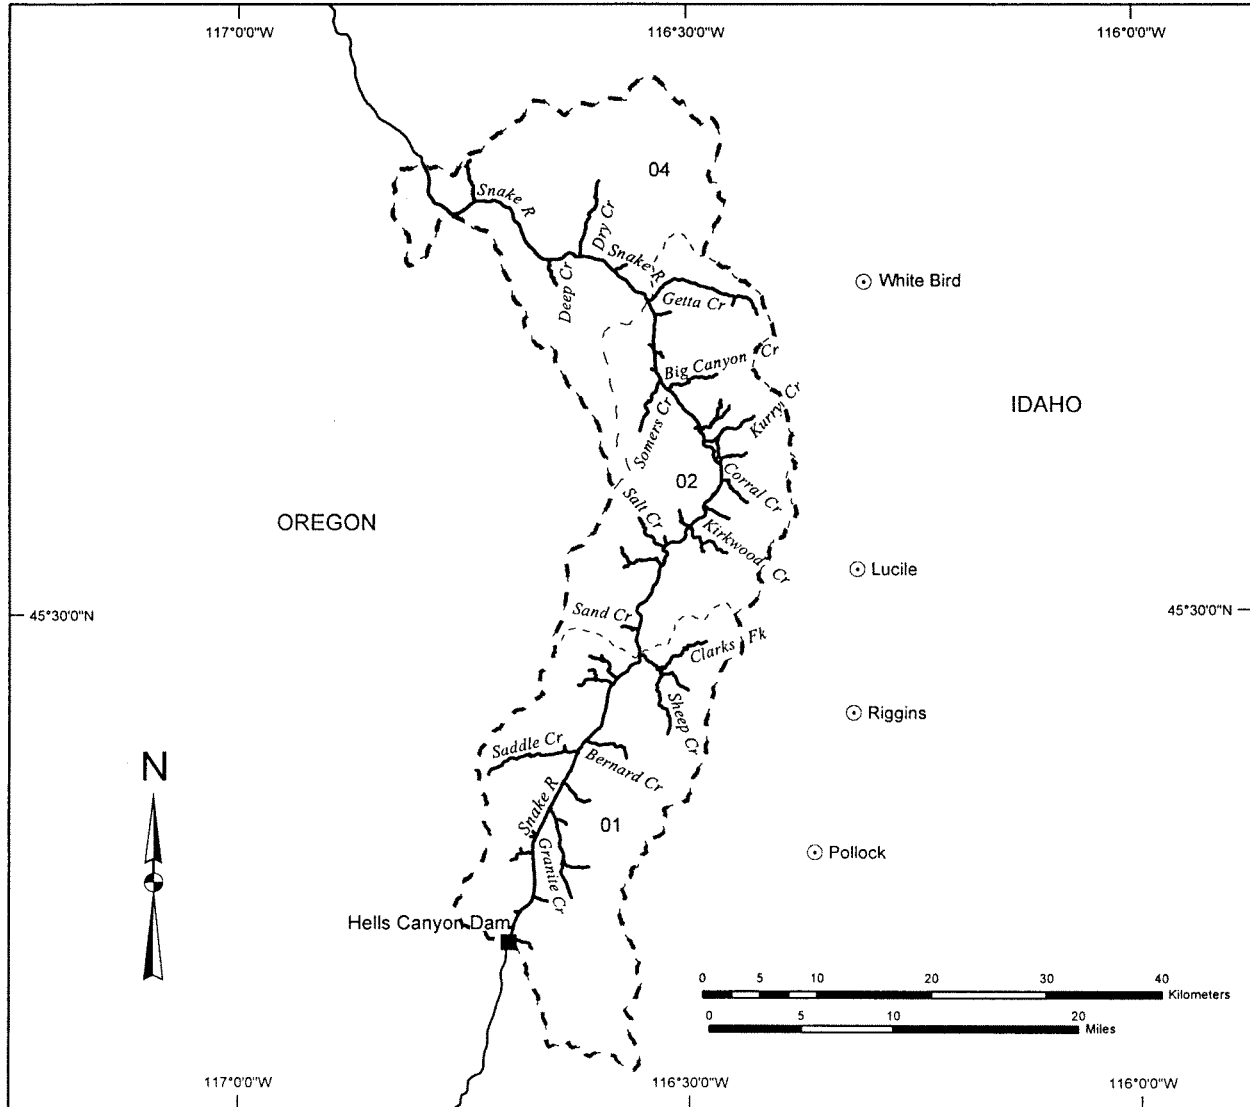 117°0'0"W
116°30'0"W
116°0'0"W
04
Snake R
Dry Cr
Snake R
Deep Cr
Getta Cr
White Bird
Big Canyon Cr
Kurry Cr
IDAHO
Somers Cr
02
Corral Cr
Salt Cr
OREGON
Kirkwood Cr
Lucile
Sand Cr
45°30'0"N
45°30'0"N
Clarks Fk
Sheep Cr
Riggins
Saddle Cr
Bernard Cr
N
Snake R
01
Granite Cr
Pollock
Hells Canyon Dam
0 5 10 20 30 40
Kilometers
0 5 10 20
Miles
117°0'0"W
116°30'0"W
116°0'0"W